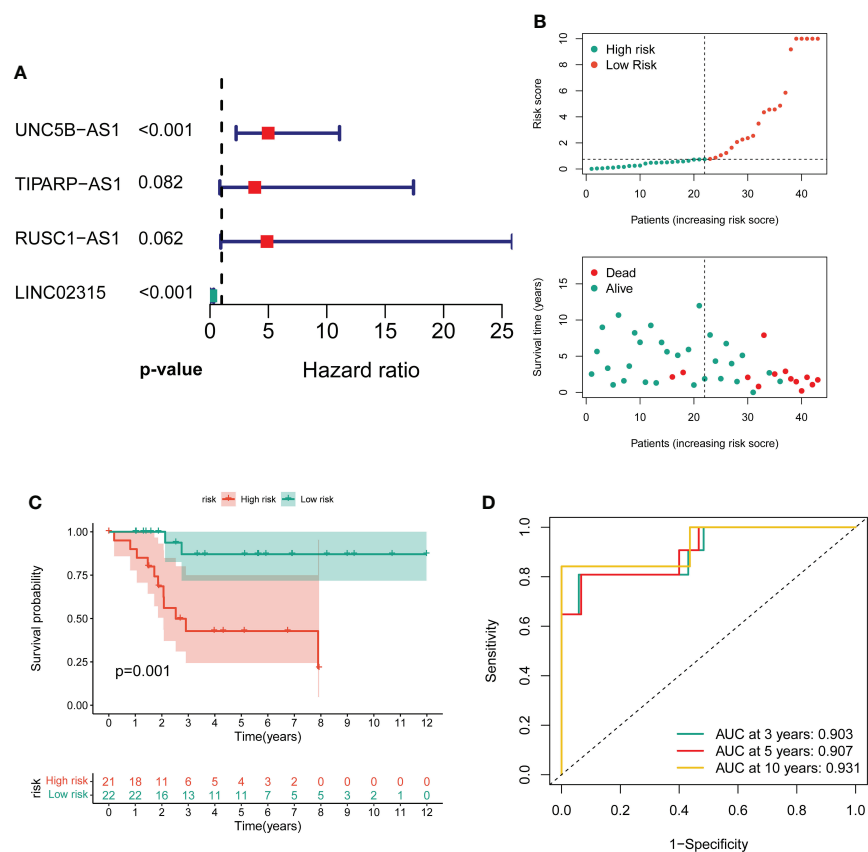 A
UNC5B−AS1 <0.001
TIPARP−AS1 0.082
RUSC1−AS1 0.062
LINC02315 <0.001
0 5 10 15 20 25
p-value Hazard ratio
B
Risk score
0 2 4 6 8 10
High risk
Low Risk
0 10 20 30 40
Patients (increasing risk socre)
Survival time (years)
0 5 10 15
Dead
Alive
0 10 20 30 40
Patients (increasing risk socre)
C
risk High risk Low risk
Survival probability
1.00
0.75
0.50
0.25
0.00
p=0.001
0 1 2 3 4 5 6 7 8 9 10 11 12
Time(years)
risk
High risk 21 18 11 6 5 4 3 2 0 0 0 0 0
Low risk 22 22 16 13 11 11 7 5 5 3 2 1 0
0 1 2 3 4 5 6 7 8 9 10 11 12
Time(years)
D
Sensitivity
0.0 0.2 0.4 0.6 0.8 1.0
AUC at 3 years: 0.903
AUC at 5 years: 0.907
AUC at 10 years: 0.931
0.0 0.2 0.4 0.6 0.8 1.0
1−Specificity